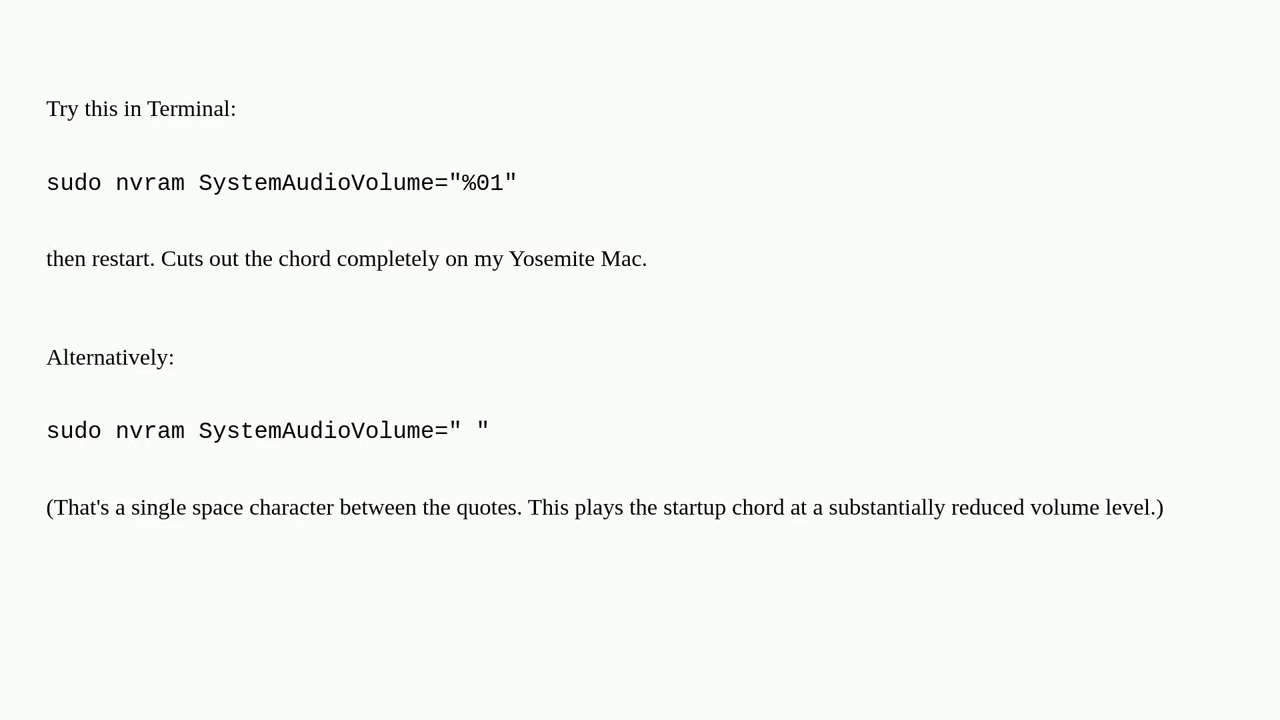 Try this in Terminal:
sudo nvram SystemAudioVolume="%01"
then restart. Cuts out the chord completely on my Yosemite Mac.
Alternatively:
sudo nvram SystemAudioVolume=" "
(That's a single space character between the quotes. This plays the startup chord at a substantially reduced volume level.)